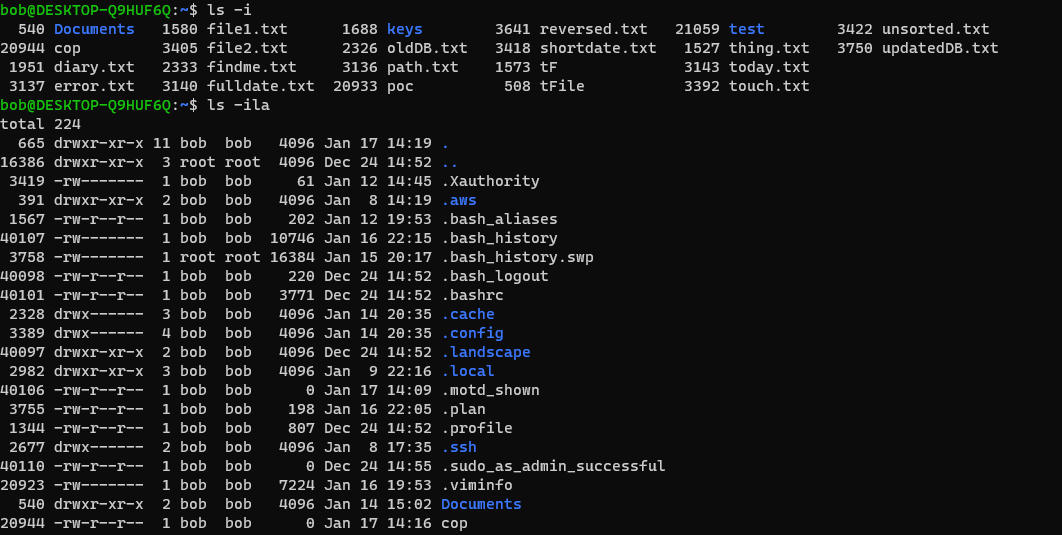 bob@DESKTOP-Q9HUF6Q:~$ ls -i
  540 Documents   1580 file1.txt      1688 keys        3641 reversed.txt   21059 test        3422 unsorted.txt
20944 cop         3405 file2.txt      2326 oldDB.txt   3418 shortdate.txt   1527 thing.txt   3750 updatedDB.txt
 1951 diary.txt   2333 findme.txt     3136 path.txt    1573 tF              3143 today.txt
 3137 error.txt   3140 fulldate.txt  20933 poc          508 tFile           3392 touch.txt
bob@DESKTOP-Q9HUF6Q:~$ ls -ila
total 224
  665 drwxr-xr-x 11 bob  bob   4096 Jan 17 14:19 .
16386 drwxr-xr-x  3 root root  4096 Dec 24 14:52 ..
 3419 -rw-------  1 bob  bob     61 Jan 12 14:45 .Xauthority
  391 drwxr-xr-x  2 bob  bob   4096 Jan  8 14:19 .aws
 1567 -rw-r--r--  1 bob  bob    202 Jan 12 19:53 .bash_aliases
40107 -rw-------  1 bob  bob  10746 Jan 16 22:15 .bash_history
 3758 -rw-------  1 root root 16384 Jan 15 20:17 .bash_history.swp
40098 -rw-r--r--  1 bob  bob    220 Dec 24 14:52 .bash_logout
40101 -rw-r--r--  1 bob  bob   3771 Dec 24 14:52 .bashrc
 2328 drwx------  3 bob  bob   4096 Jan 14 20:35 .cache
 3389 drwx------  4 bob  bob   4096 Jan 14 20:35 .config
40097 drwxr-xr-x  2 bob  bob   4096 Dec 24 14:52 .landscape
 2982 drwxr-xr-x  3 bob  bob   4096 Jan  9 22:16 .local
40106 -rw-r--r--  1 bob  bob      0 Jan 17 14:09 .motd_shown
 3755 -rw-r--r--  1 bob  bob    198 Jan 16 22:05 .plan
 1344 -rw-r--r--  1 bob  bob    807 Dec 24 14:52 .profile
 2677 drwx------  2 bob  bob   4096 Jan  8 17:35 .ssh
40110 -rw-r--r--  1 bob  bob      0 Dec 24 14:55 .sudo_as_admin_successful
20923 -rw-------  1 bob  bob   7224 Jan 16 19:53 .viminfo
  540 drwxr-xr-x  2 bob  bob   4096 Jan 14 15:02 Documents
20944 -rw-r--r--  1 bob  bob      0 Jan 17 14:16 cop